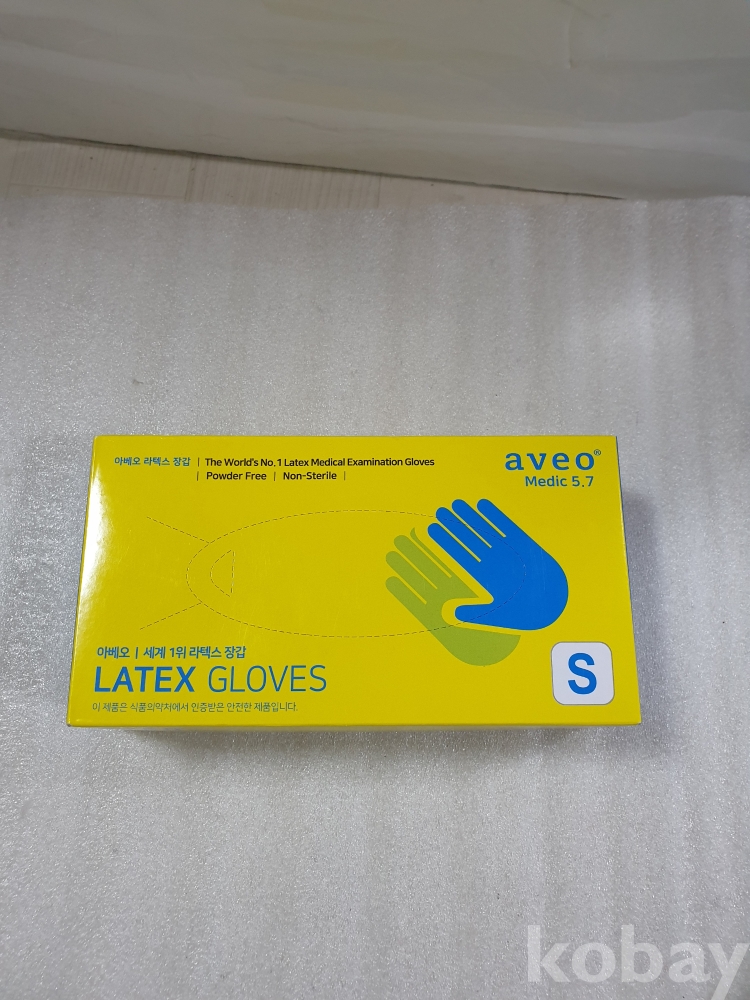 아베오 라텍스 장갑 | The World's No.1 Latex Medical Examination Gloves
| Powder Free | Non-Sterile |
aveo®
Medic 5.7
아베오 | 세계 1위 라텍스 장갑
LATEX GLOVES
이 제품은 식품의약처에서 인증받은 안전한 제품입니다.
S
kobay